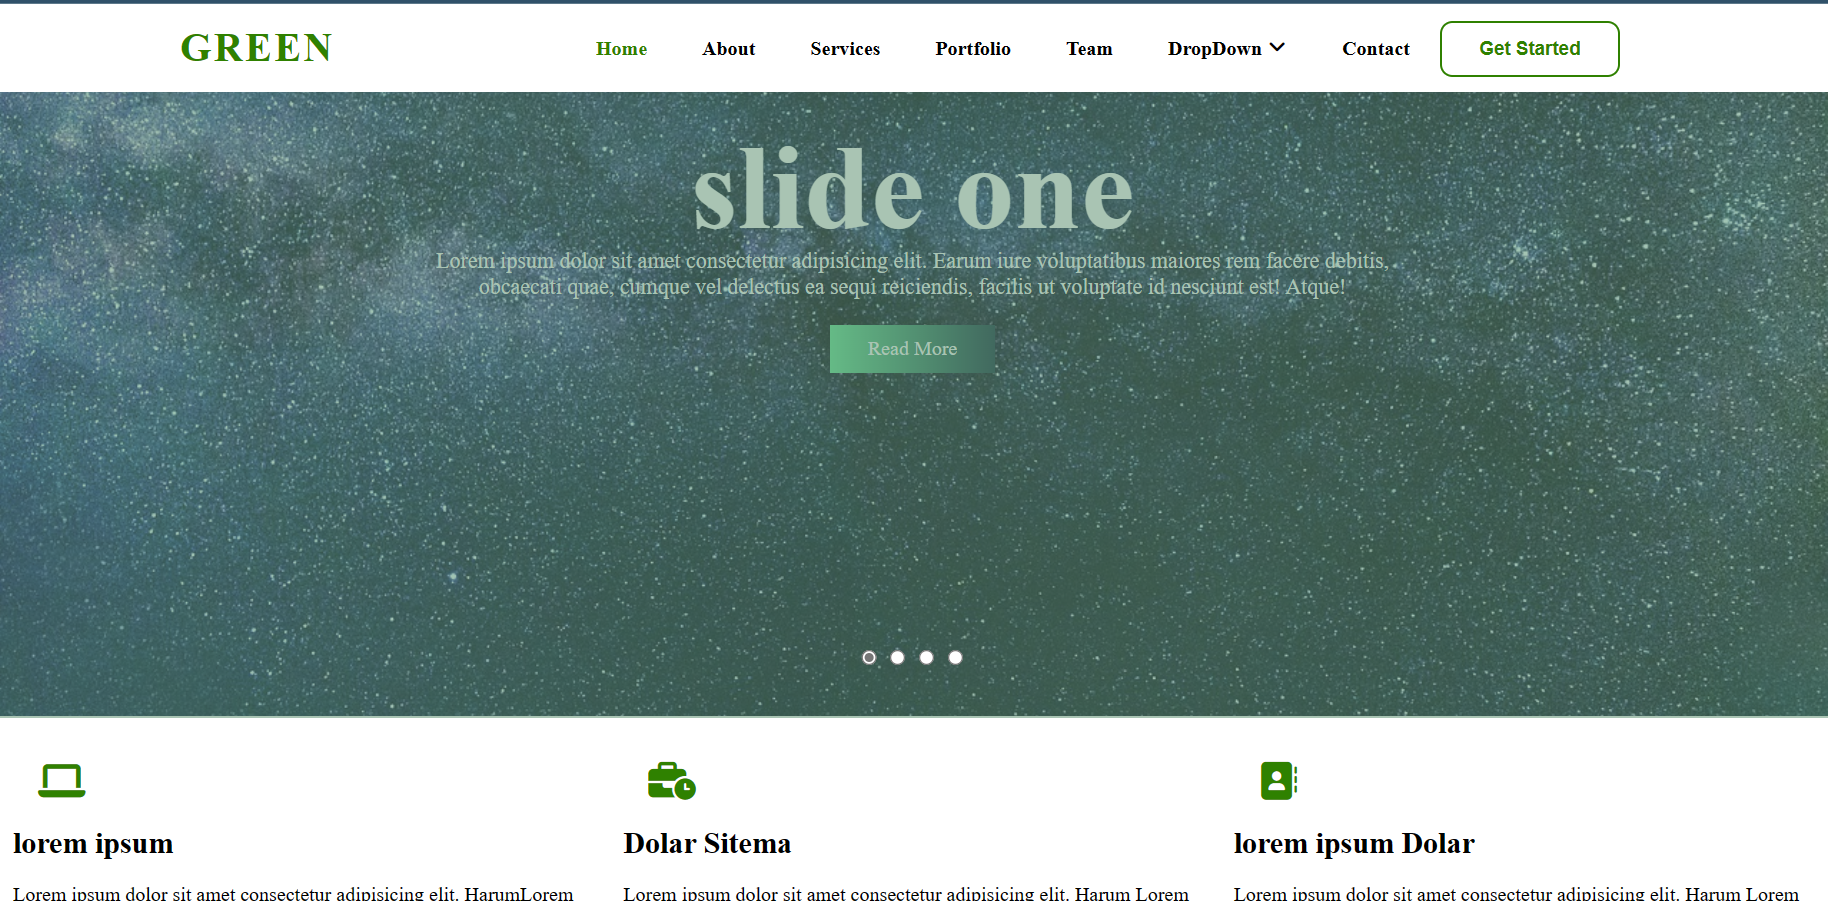 GREEN
Home About Services Portfolio Team DropDown Contact Get Started
slide one
Lorem ipsum dolor sit amet consectetur adipisicing elit. Earum iure voluptatibus maiores rem facere debitis,
obcaecati quae, cumque vel delectus ea sequi reiciendis, facilis ut voluptate id nesciunt est! Atque!
Read More
lorem ipsum
Lorem ipsum dolor sit amet consectetur adipisicing elit. HarumLorem
Dolar Sitema
Lorem ipsum dolor sit amet consectetur adipisicing elit. Harum Lorem
lorem ipsum Dolar
Lorem ipsum dolor sit amet consectetur adipisicing elit. Harum Lorem